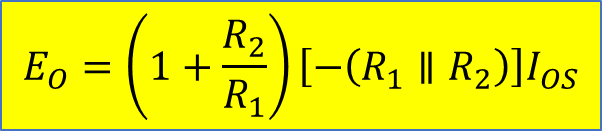 E_O = (1 + R_2/R_1) [−(R_1 ∥ R_2)]I_OS